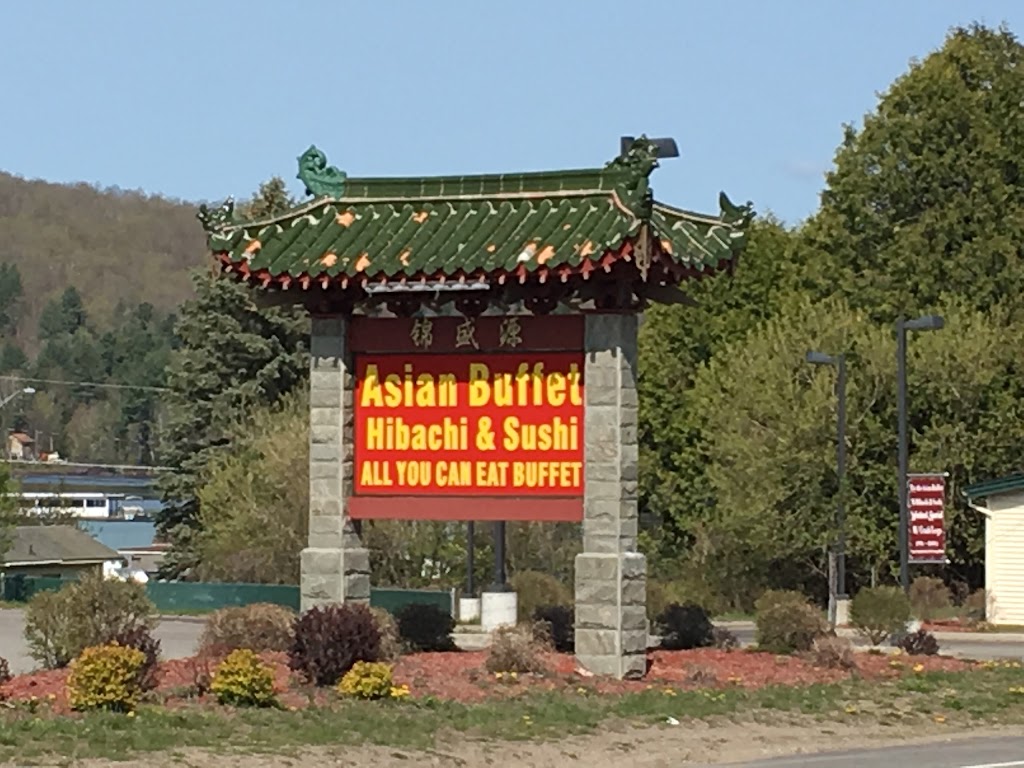 锦盛源
Asian Buffet
Hibachi & Sushi
ALL YOU CAN EAT BUFFET